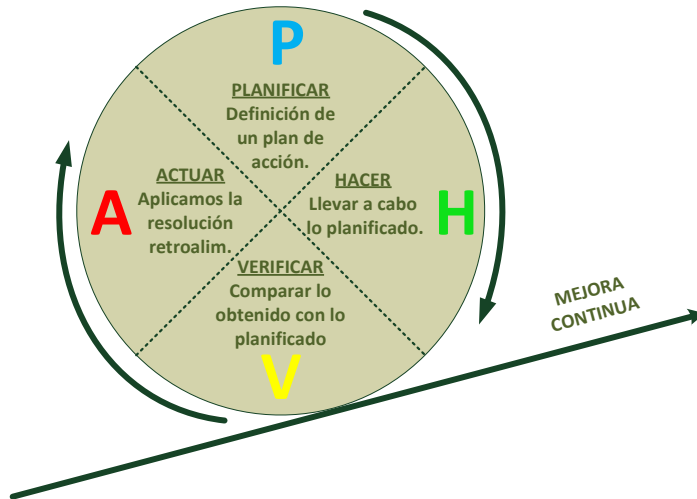 P
PLANIFICAR
Definición de
un plan de
acción.
H
HACER
Llevar a cabo
lo planificado.
VERIFICAR
Comparar lo
obtenido con lo
planificado
V
A
ACTUAR
Aplicamos la
resolución
retroalim.
MEJORA
CONTINUA